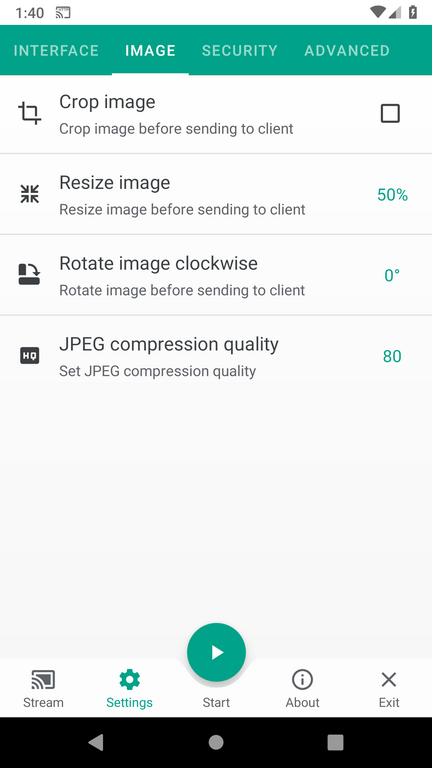 1:40
INTERFACE IMAGE SECURITY ADVANCED
Crop image
Crop image before sending to client
Resize image
Resize image before sending to client
50%
Rotate image clockwise
Rotate image before sending to client
0°
HQ
JPEG compression quality
Set JPEG compression quality
80
Stream Settings Start About Exit